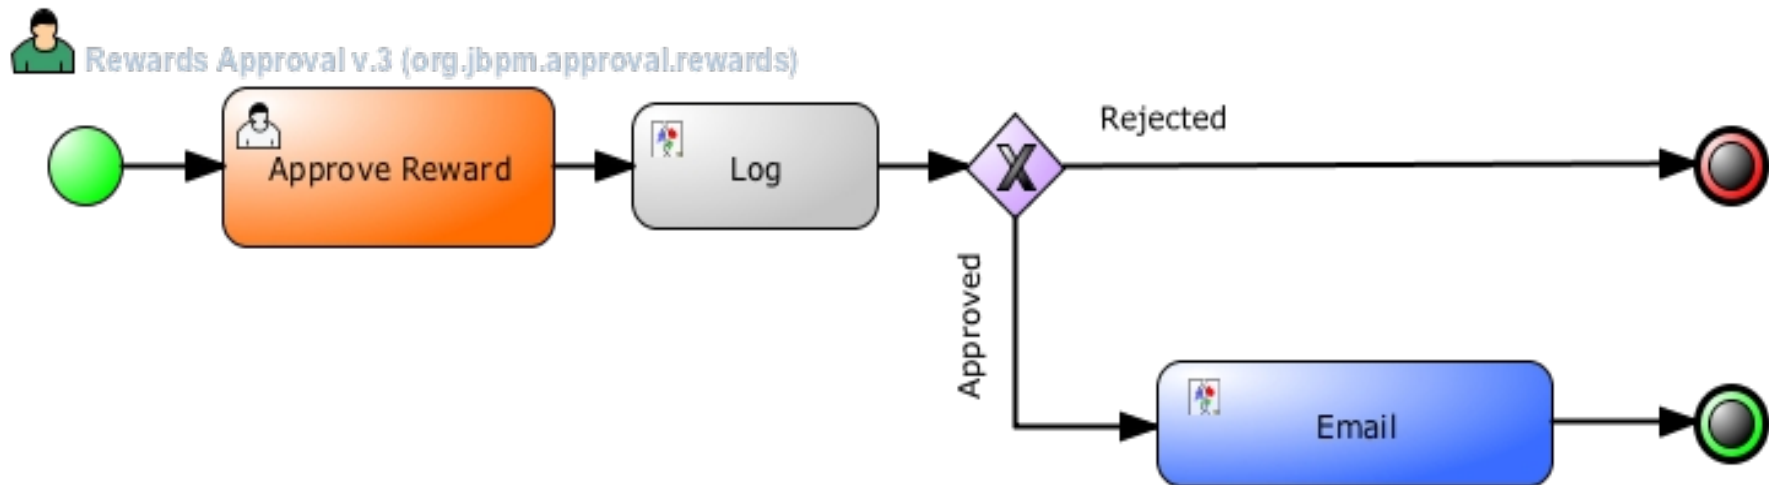 Rewards Approval v.3 (org.jbpm.approval.rewards)
Approve Reward
Log
Rejected
Approved
Email